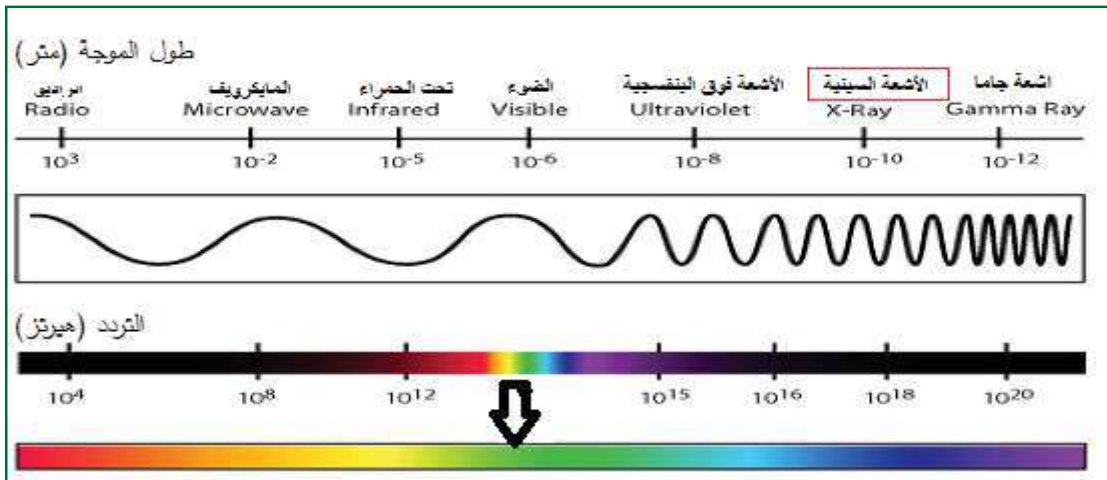 طول الموجة (متر)
الراديو المايكرويف تحت الحمراء الضوء الأشعة فوق البنفسجية الأشعة السينية اشعة جاما
Radio Microwave Infrared Visible Ultraviolet X-Ray Gamma Ray
10³ 10⁻² 10⁻⁵ 10⁻⁶ 10⁻⁸ 10⁻¹⁰ 10⁻¹²
التردد (هيرتز)
10⁴ 10⁸ 10¹² 10¹⁵ 10¹⁶ 10¹⁸ 10²⁰